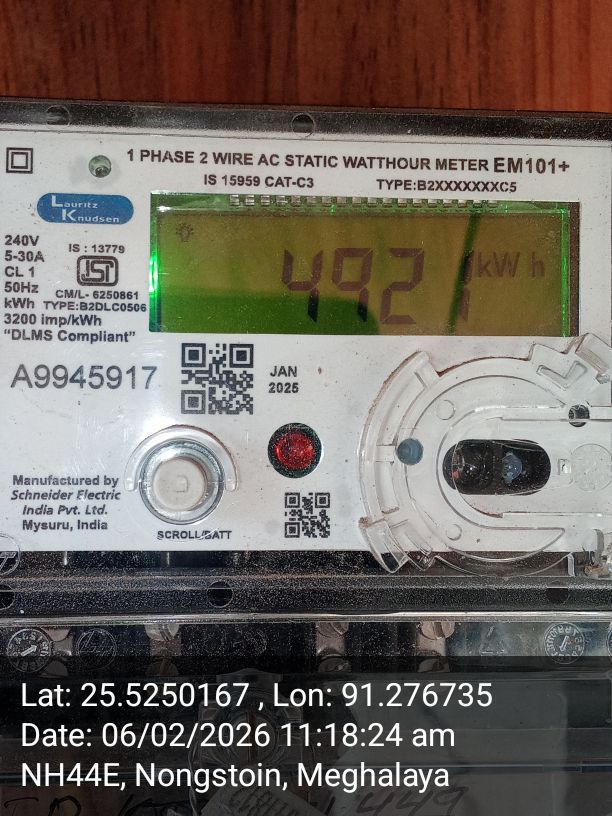 1 PHASE 2 WIRE AC STATIC WATTHOUR METER EM101+
IS 15959 CAT-C3 TYPE:B2XXXXXXXC5
Lauritz
Knudsen
240V
5-30A
CL 1
50Hz
kWh
3200 imp/kWh
"DLMS Compliant"
IS : 13779
ISI
CM/L- 6250861
TYPE:B2DLC0506
4921 kWh
A9945917
JAN
2025
Manufactured by
Schneider Electric
India Pvt. Ltd.
Mysuru, India
SCROLL/BATT
Lat: 25.5250167 , Lon: 91.276735
Date: 06/02/2026 11:18:24 am
NH44E, Nongstoin, Meghalaya